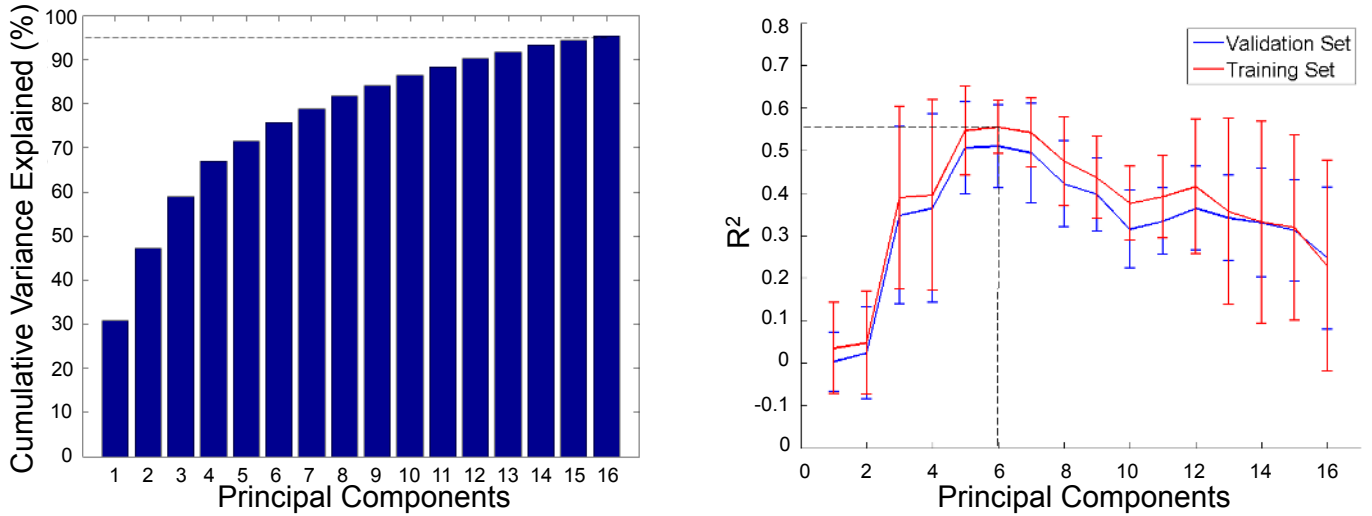 Cumulative Variance Explained (%)
100
90
80
70
60
50
40
30
20
10
0
1 2 3 4 5 6 7 8 9 10 11 12 13 14 15 16
Principal Components
R²
0.8
0.7
0.6
0.5
0.4
0.3
0.2
0.1
0
-0.1
0
Validation Set
Training Set
0 2 4 6 8 10 12 14 16
Principal Components